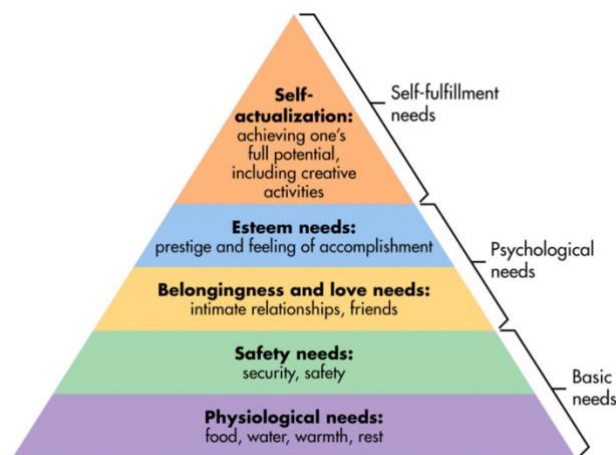 Self-
actualization:
achieving one's
full potential,
including creative
activities
Self-fulfillment
needs
Esteem needs:
prestige and feeling of accomplishment
Belongingness and love needs:
intimate relationships, friends
Psychological
needs
Safety needs:
security, safety
Physiological needs:
food, water, warmth, rest
Basic
needs